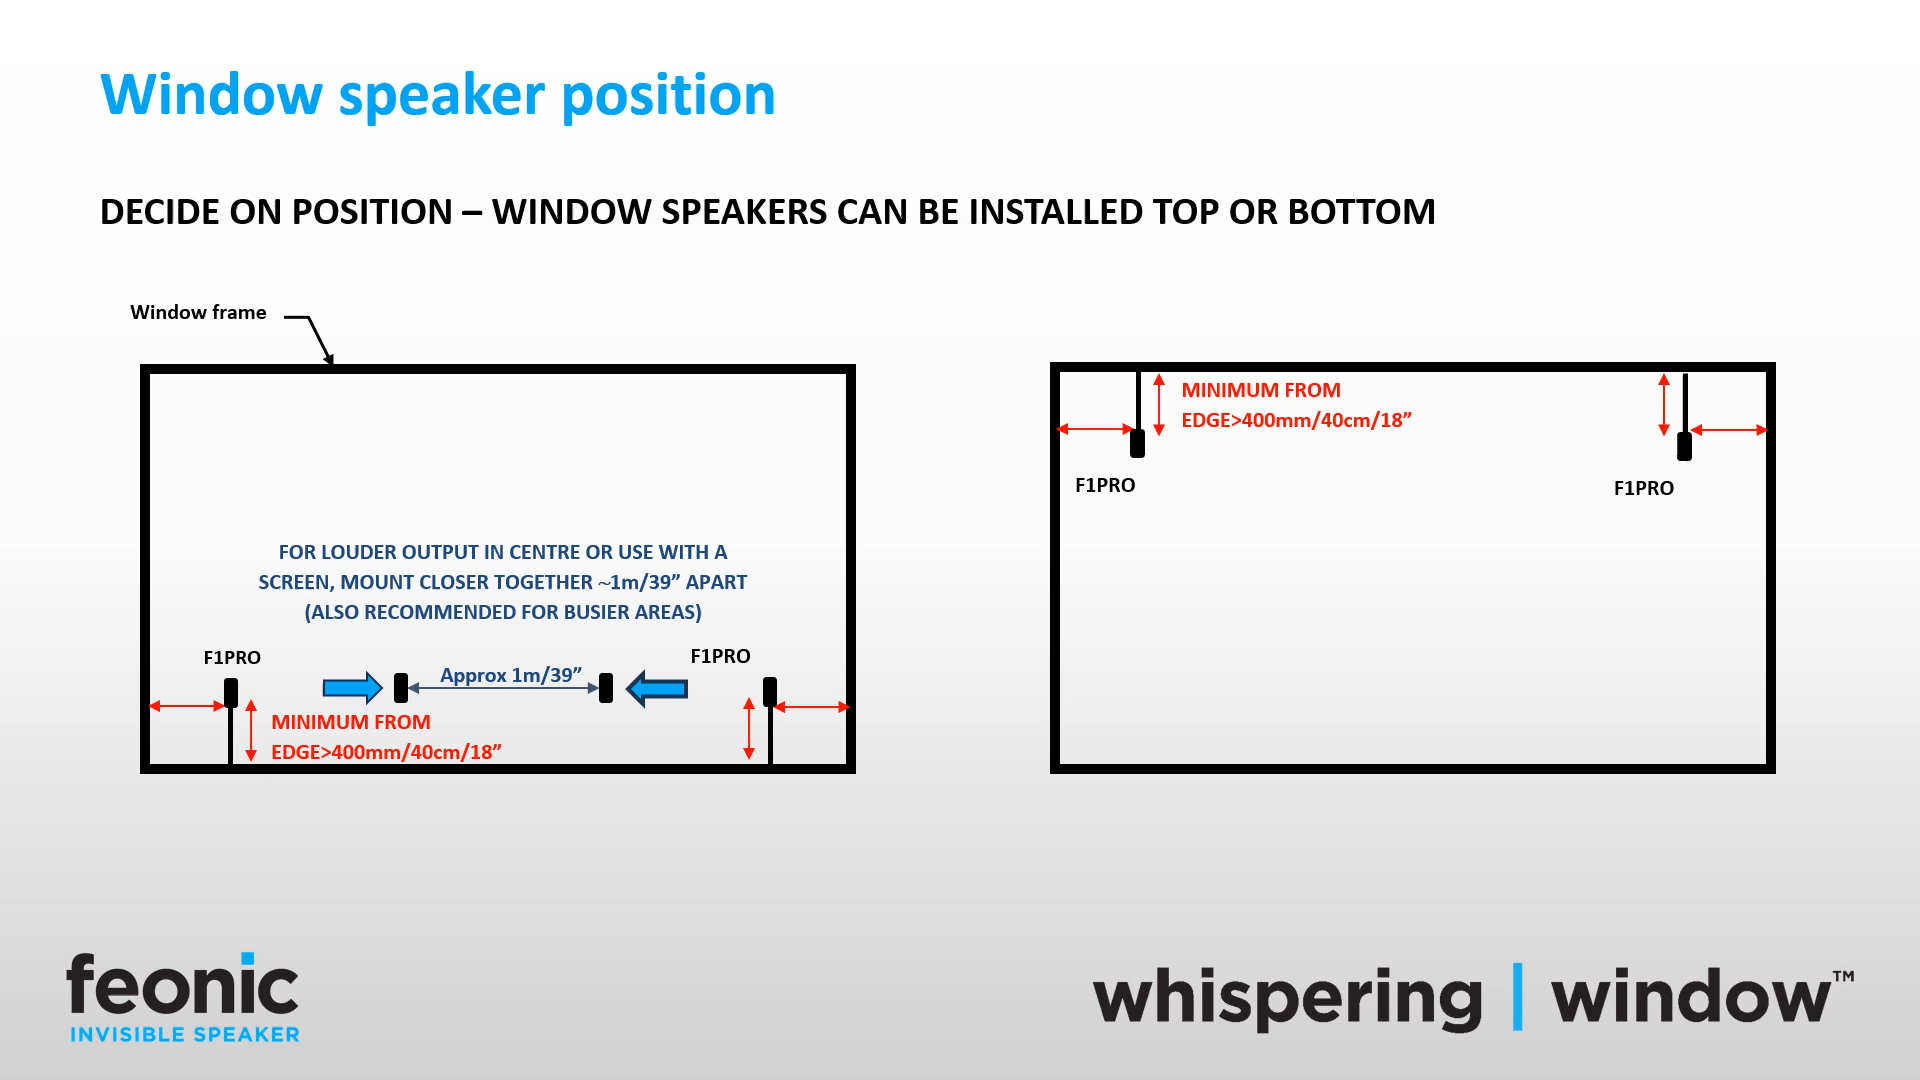 Window speaker position
DECIDE ON POSITION – WINDOW SPEAKERS CAN BE INSTALLED TOP OR BOTTOM
Window frame
FOR LOUDER OUTPUT IN CENTRE OR USE WITH A
SCREEN, MOUNT CLOSER TOGETHER ~1m/39” APART
(ALSO RECOMMENDED FOR BUSIER AREAS)
F1PRO
F1PRO
Approx 1m/39”
MINIMUM FROM
EDGE>400mm/40cm/18”
MINIMUM FROM
EDGE>400mm/40cm/18”
F1PRO
F1PRO
feonic
INVISIBLE SPEAKER
whispering | window™